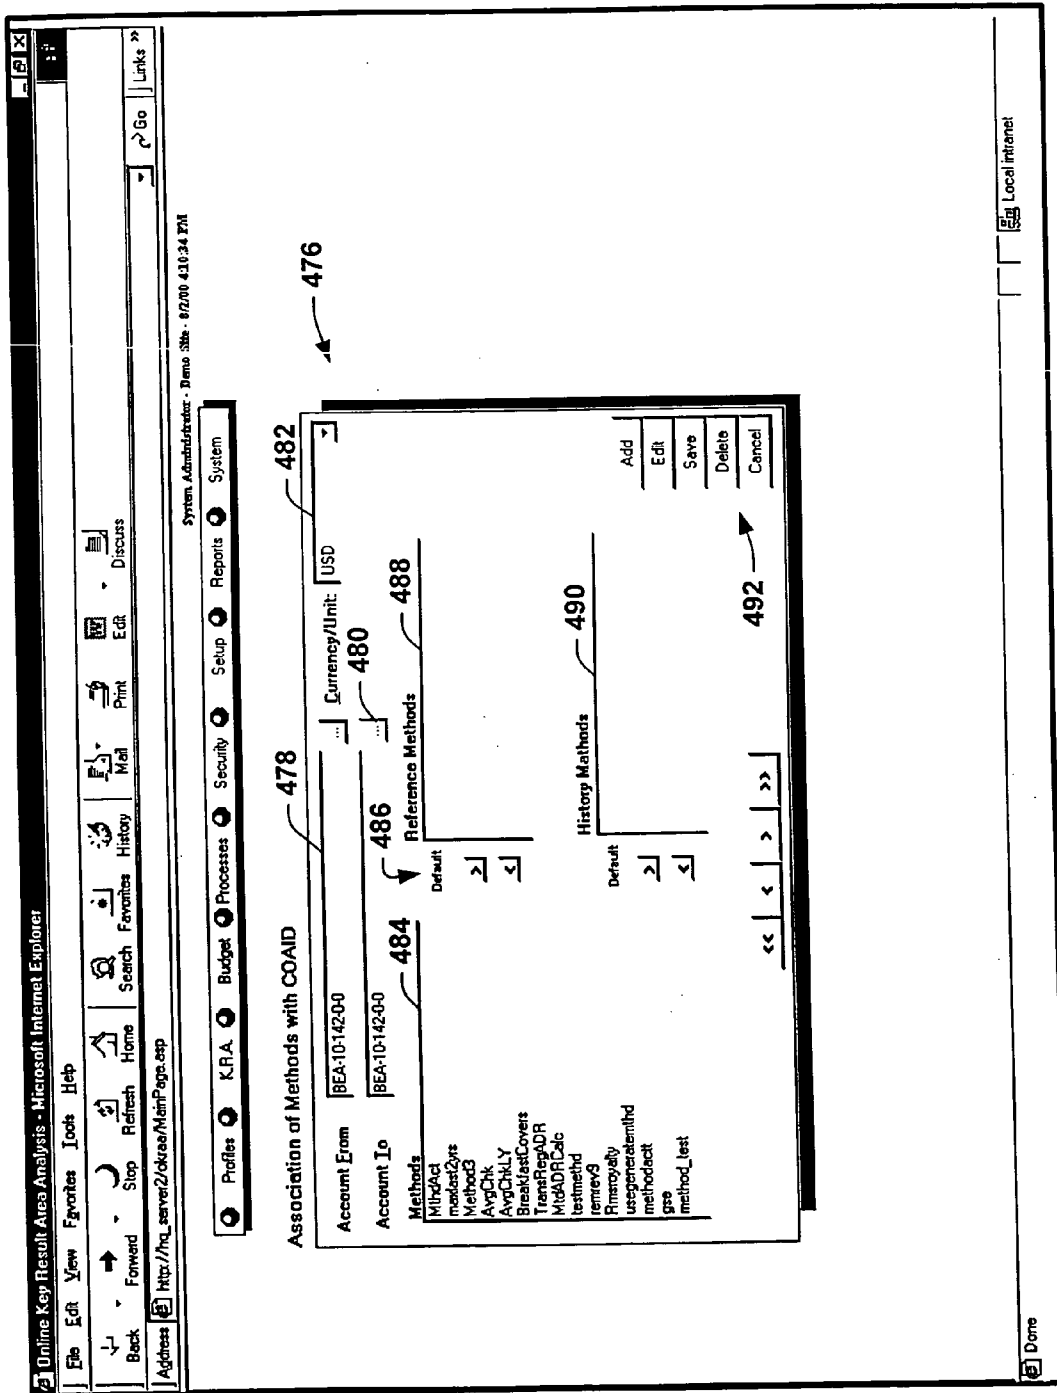 Online Key Result Area Analysis - Microsoft Internet Explorer
File Edit View Favorites Tools Help
Back Forward Stop Refresh Home Search Favorites History Mail Print Edit Discuss
Address http://hq_server2/okraa/MainPage.asp Go Links »
System Administrator - Demo Site - 8/2/00 4:10:34 PM
Profiles K.R.A. Budget Processes Security Setup Reports System
Association of Methods with COAID
478
482
476
Account From BEA-10-142-0-0 ... Currency/Unit: USD
Account To BEA-10-142-0-0 ...
480
484
486
488
Methods
Reference Methods
MthdAct
maxlast2yrs
Method3
AvgChk
AvgChkLY
BreakfastCovers
TransRegADR
MtdADRCalc
testmethd
remrev9
Rmsroyalty
usegeneratemthd
methodactt
gse
method_test
Default
>
<
History Mathods
490
Default
>
<
<< < > >>
492
Add
Edit
Save
Delete
Cancel
Done Local intranet